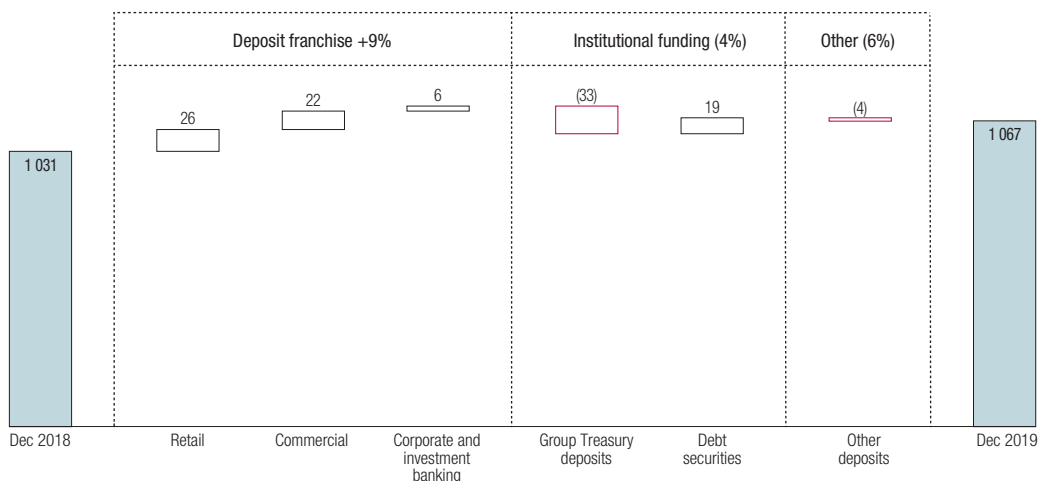 Deposit franchise +9%
Institutional funding (4%)
Other (6%)
1 031
26
22
6
(33)
19
(4)
1 067
Dec 2018
Retail
Commercial
Corporate and
investment
banking
Group Treasury
deposits
Debt
securities
Other
deposits
Dec 2019